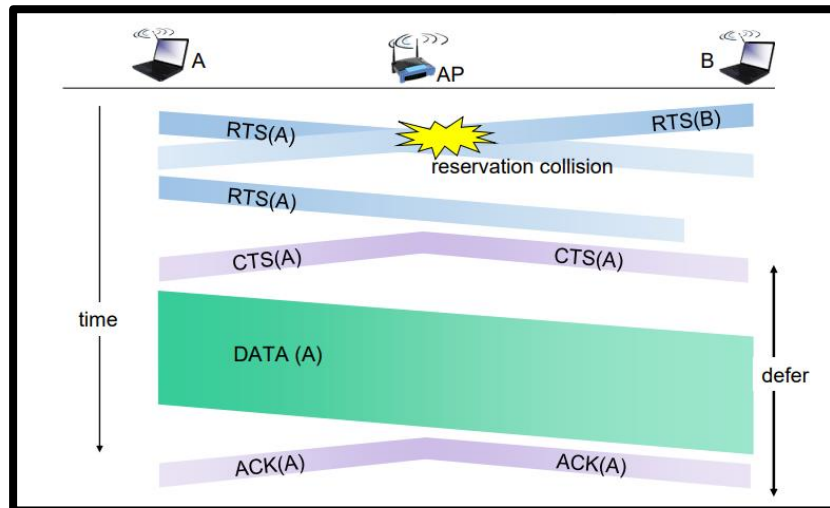 A
AP
B
RTS(A)
RTS(B)
reservation collision
RTS(A)
CTS(A)
CTS(A)
time
DATA (A)
defer
ACK(A)
ACK(A)